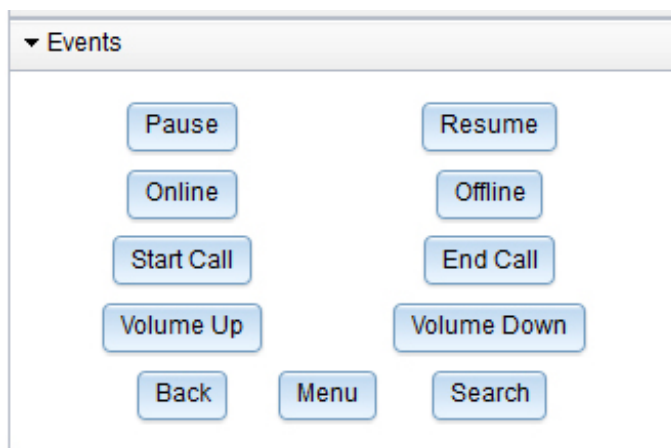 Events
Pause Resume
Online Offline
Start Call End Call
Volume Up Volume Down
Back Menu Search